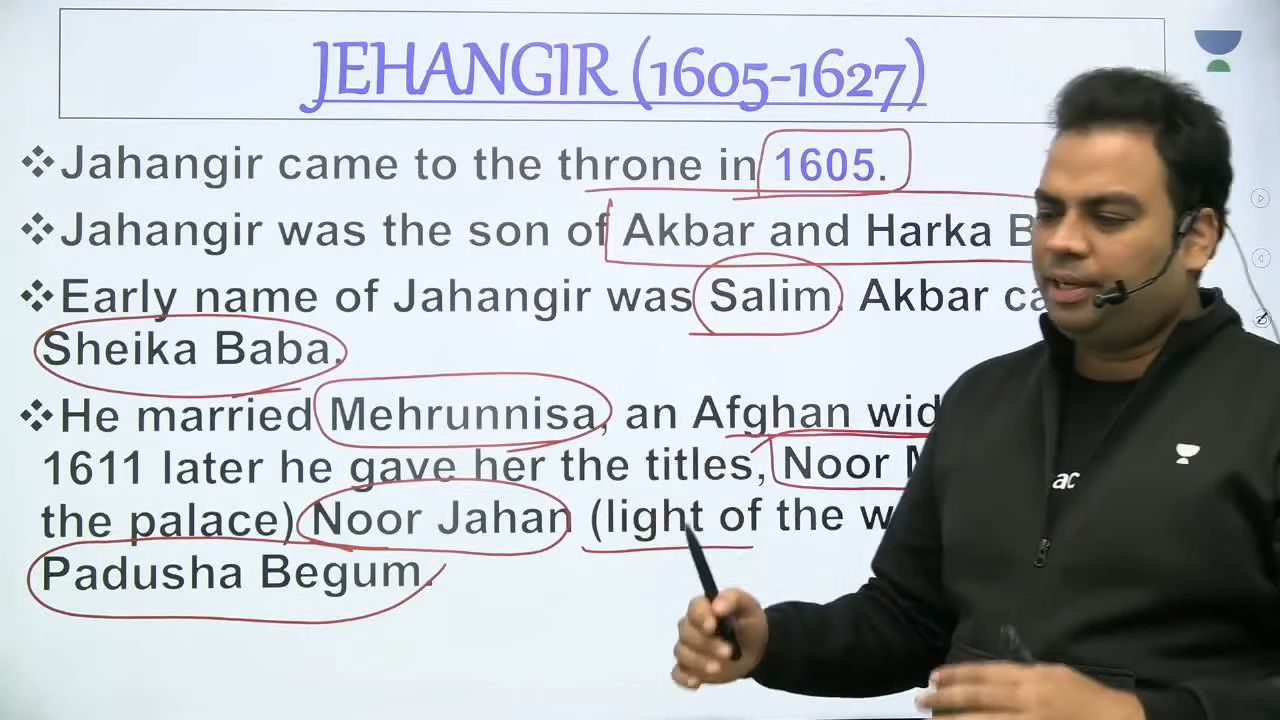 JEHANGIR (1605-1627)
❖Jahangir came to the throne in 1605.
❖Jahangir was the son of Akbar and Harka
❖Early name of Jahangir was Salim. Akbar
Sheika Baba.
❖He married Mehrunnisa, an Afghan
1611 later he gave her the titles, Noor
the palace) Noor Jahan (light of the
Padusha Begum.
ac